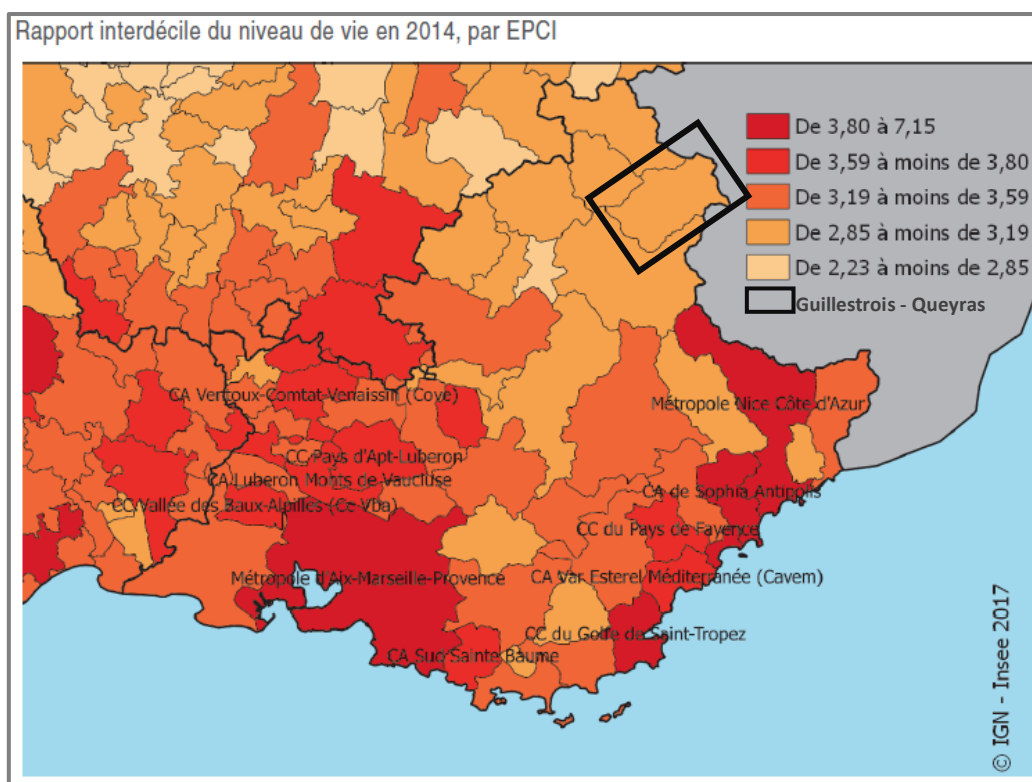 Rapport interdécile du niveau de vie en 2014, par EPCI
De 3,80 à 7,15
De 3,59 à moins de 3,80
De 3,19 à moins de 3,59
De 2,85 à moins de 3,19
De 2,23 à moins de 2,85
Guillestrois - Queyras
CA Ventoux-Comtat-Venaissin (Cove)
Métropole Nice Côte d'Azur
CC Pays d'Apt-Luberon
CA Luberon Monts de Vaucluse
CA de Sophia Antipolis
CC Vallée des Baux-Alpilles (Cc Vba)
CC du Pays de Fayence
Métropole d'Aix-Marseille-Provence
CA Var Esterel Méditerranée (Cavem)
CC du Golfe de Saint-Tropez
CA Sud Sainte Baume
© IGN - Insee 2017